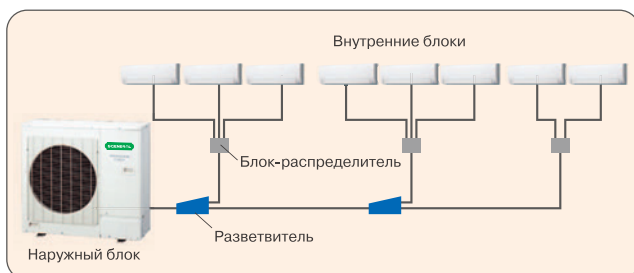 Внутренние блоки
Блок-распределитель
Разветвитель
Наружный блок